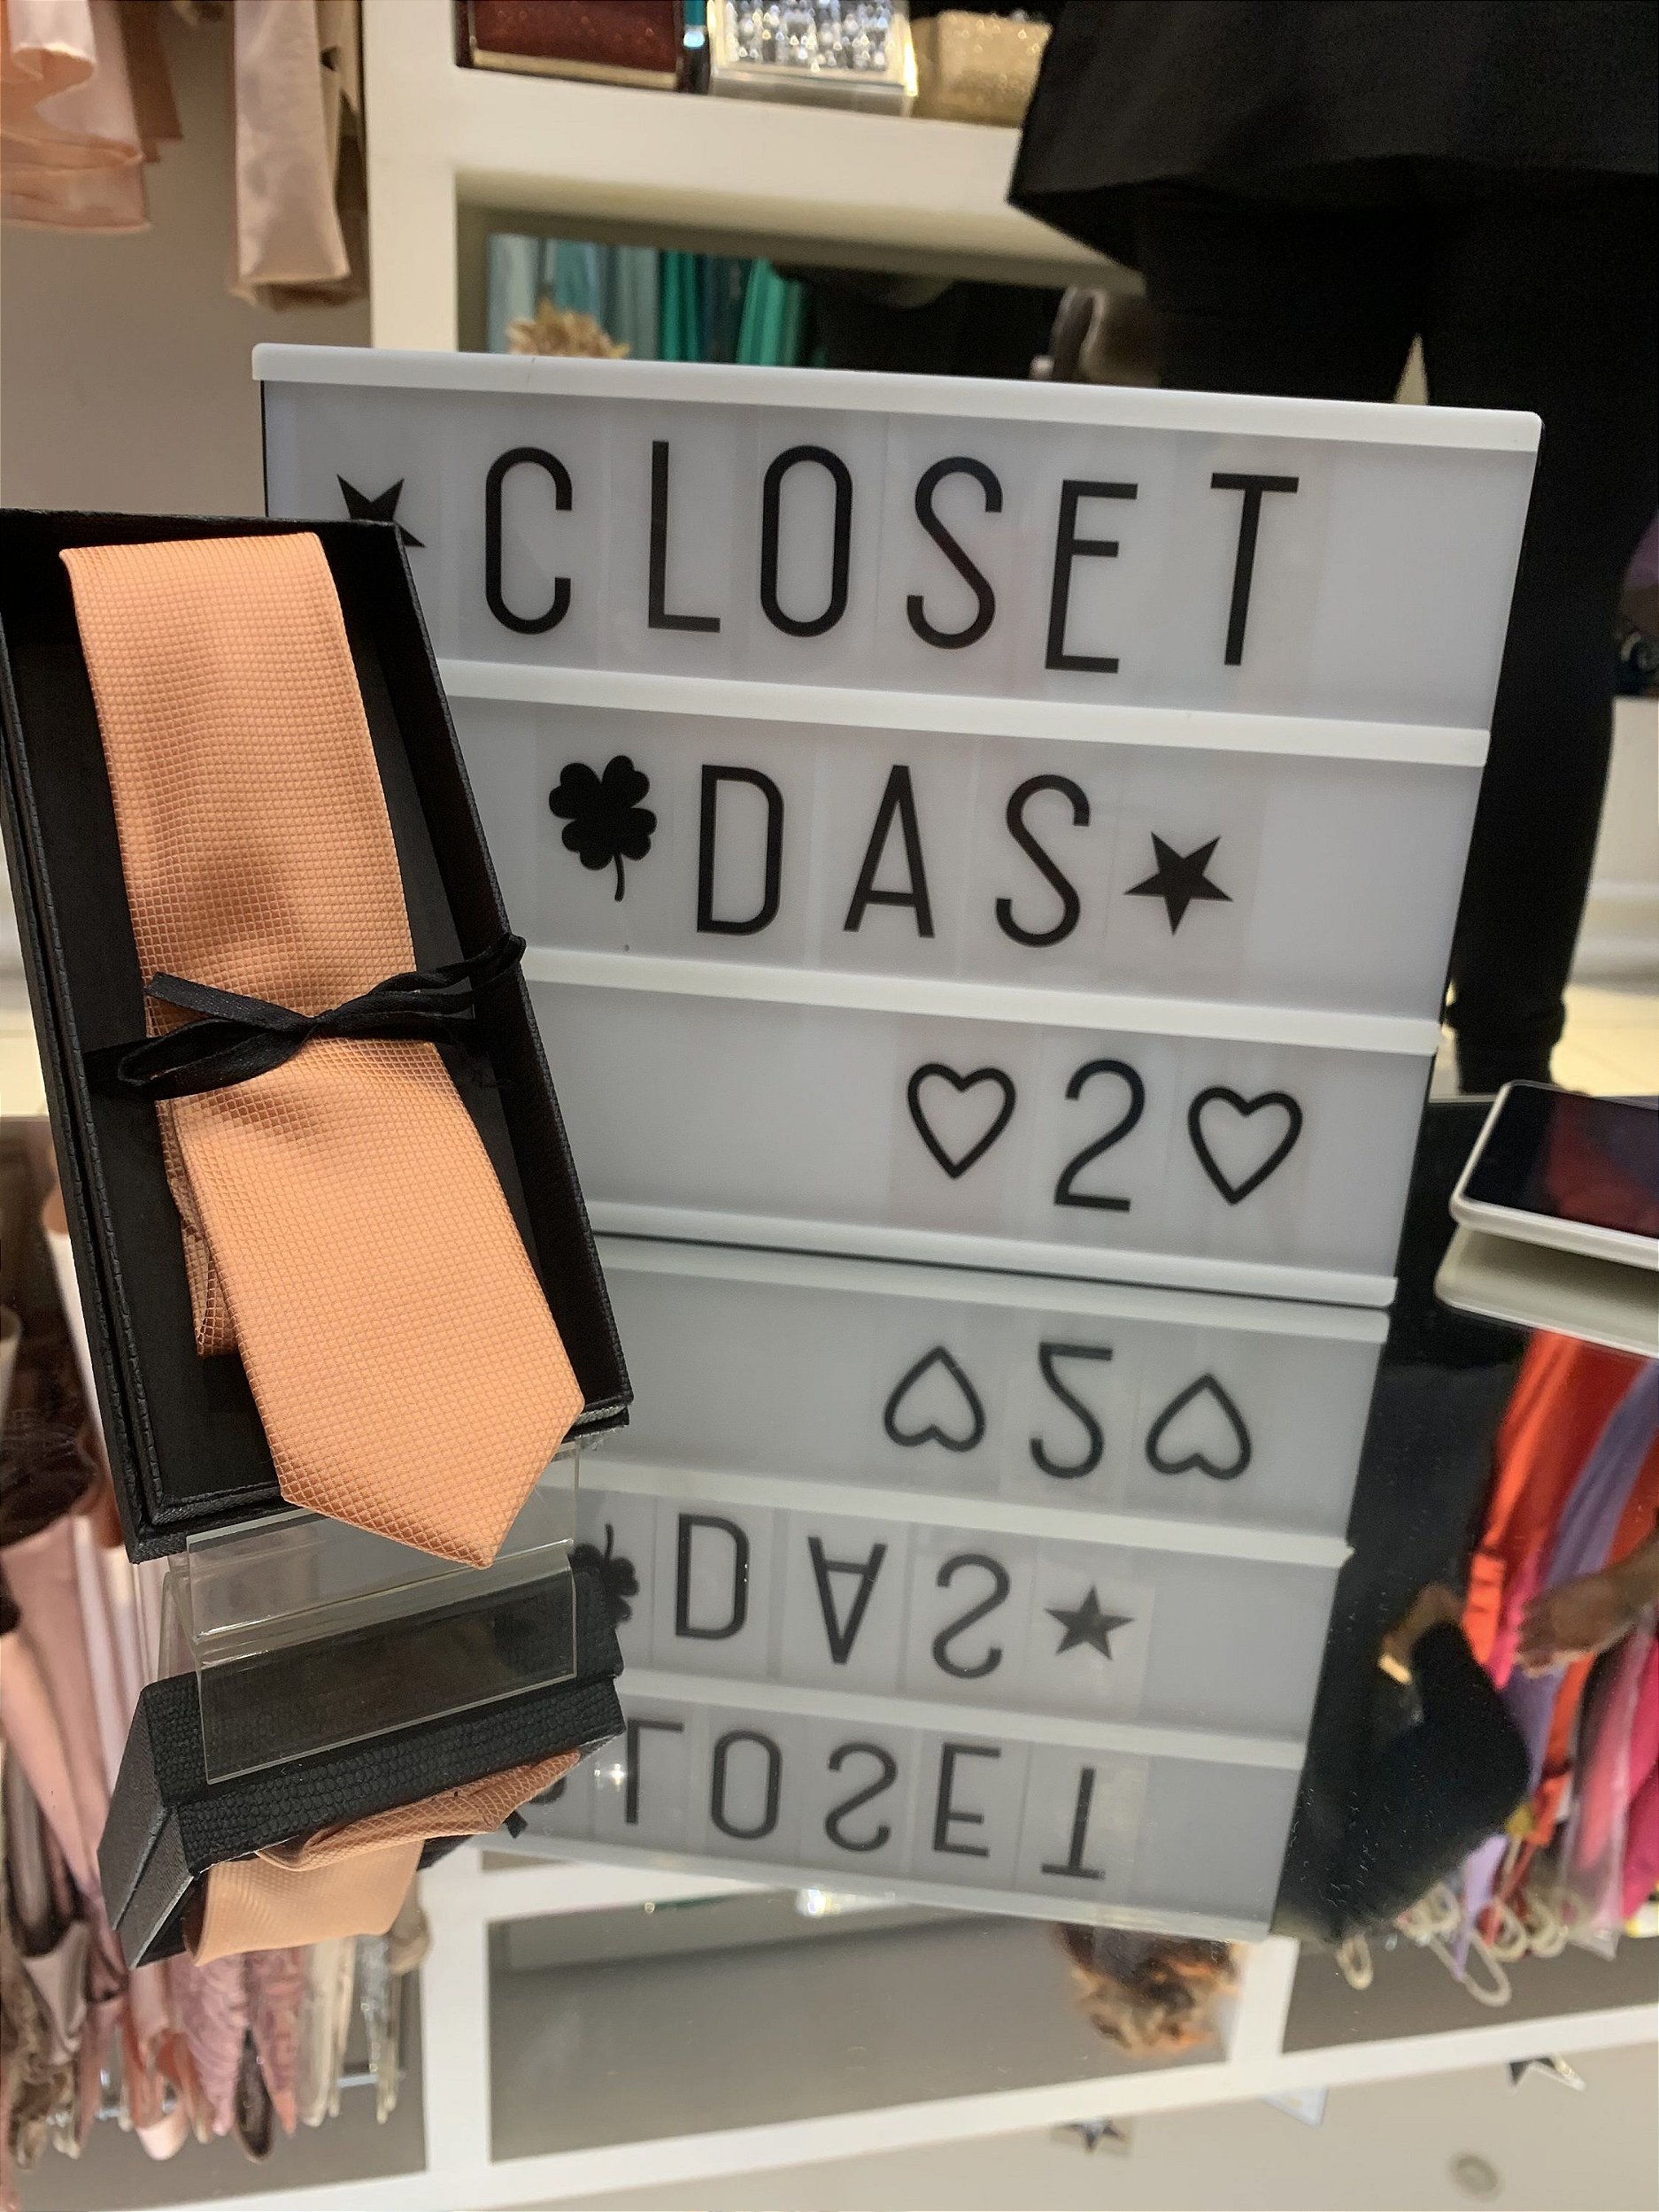 ★ CLOSET
☘ DAS ★
♡ 2 ♡